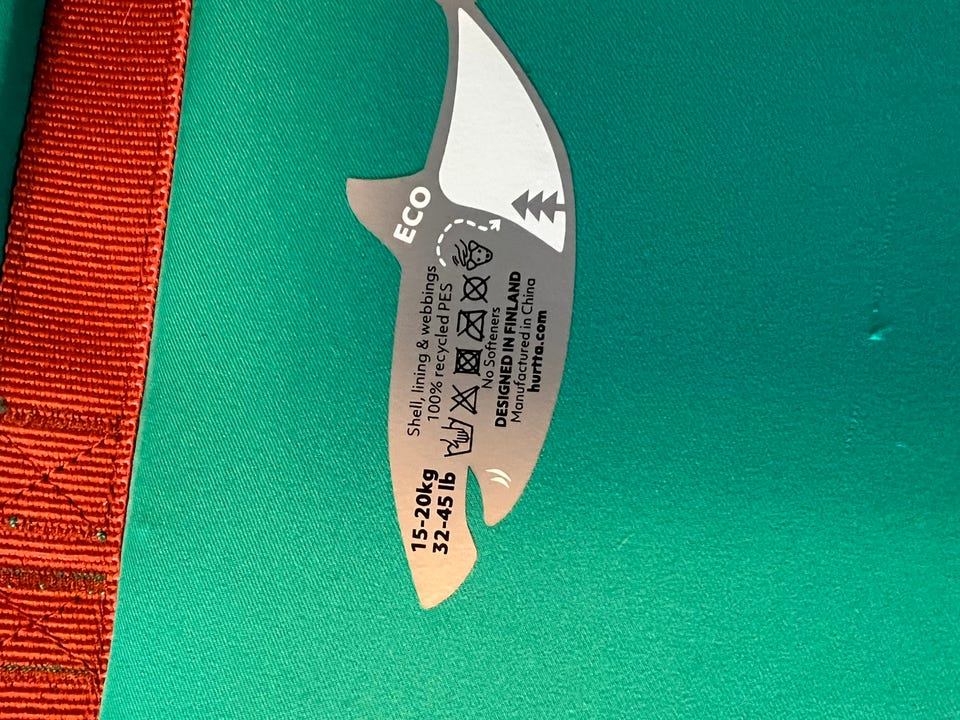 15-20kg
32-45 lb
Shell, lining & webbings
100% recycled PES
No Softeners
DESIGNED IN FINLAND
Manufactured in China
hurtta.com
ECO